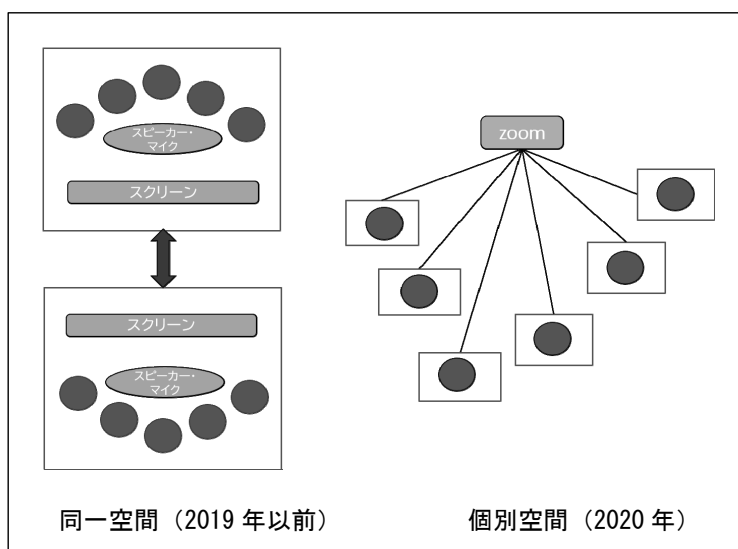 スピーカー・
マイク
スクリーン
スクリーン
スピーカー・
マイク
zoom
同一空間（2019 年以前）
個別空間（2020 年）